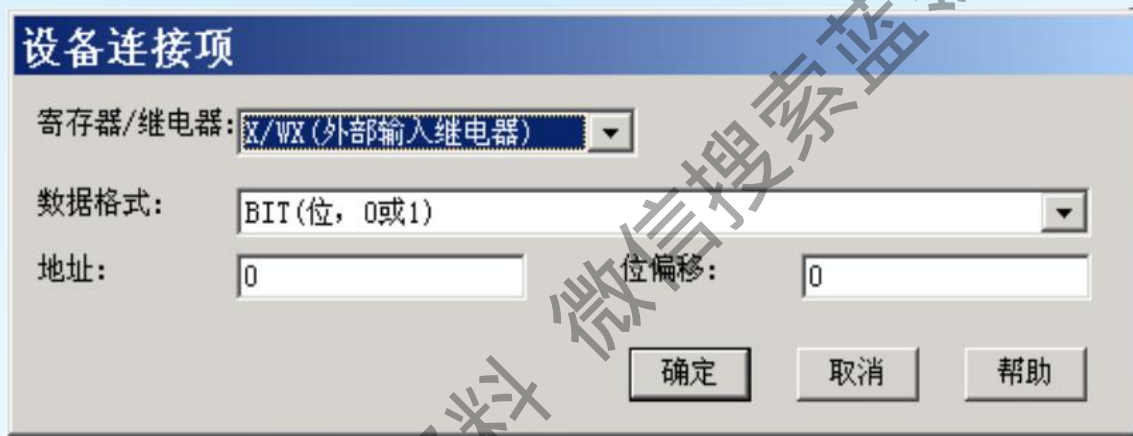 设备连接项
寄存器/继电器: X/WX(外部输入继电器)
数据格式: BIT(位, 0或1)
地址: 0 位偏移: 0
确定 取消 帮助
料 微信搜索蓝